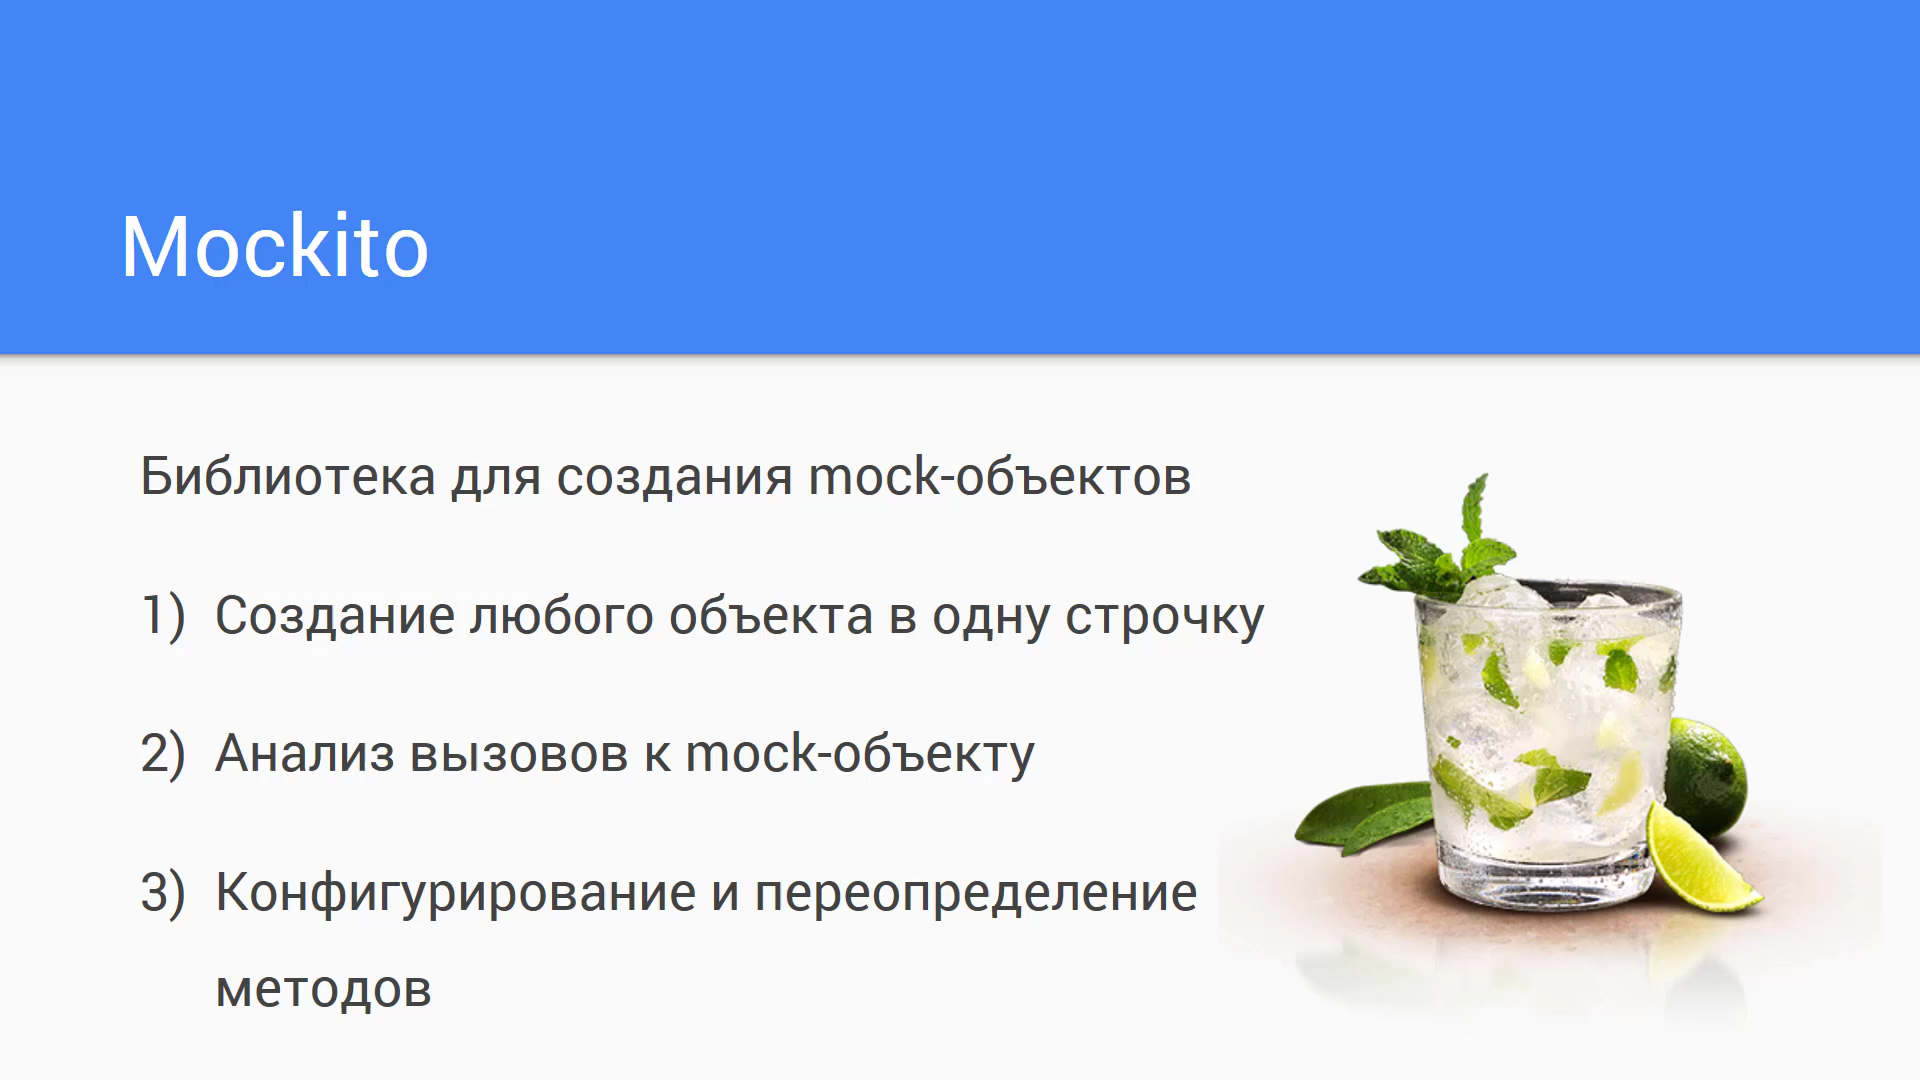 Mockito
Библиотека для создания mock-объектов
1) Создание любого объекта в одну строчку
2) Анализ вызовов к mock-объекту
3) Конфигурирование и переопределение
методов